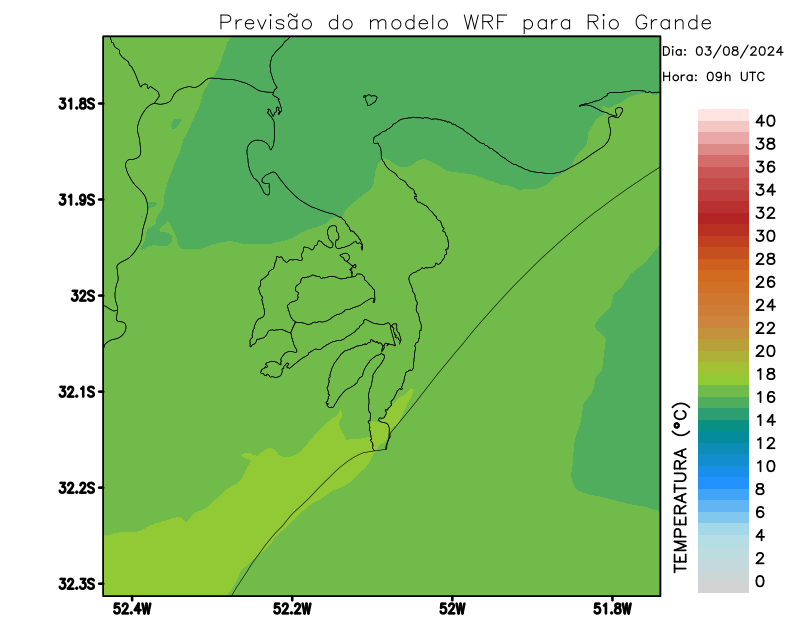 Previsão do modelo WRF para Rio Grande
Dia: 03/08/2024
Hora: 09h UTC
31.8S
31.9S
32S
32.1S
32.2S
32.3S
52.4W
52.2W
52W
51.8W
TEMPERATURA (°C)
40
38
36
34
32
30
28
26
24
22
20
18
16
14
12
10
8
6
4
2
0